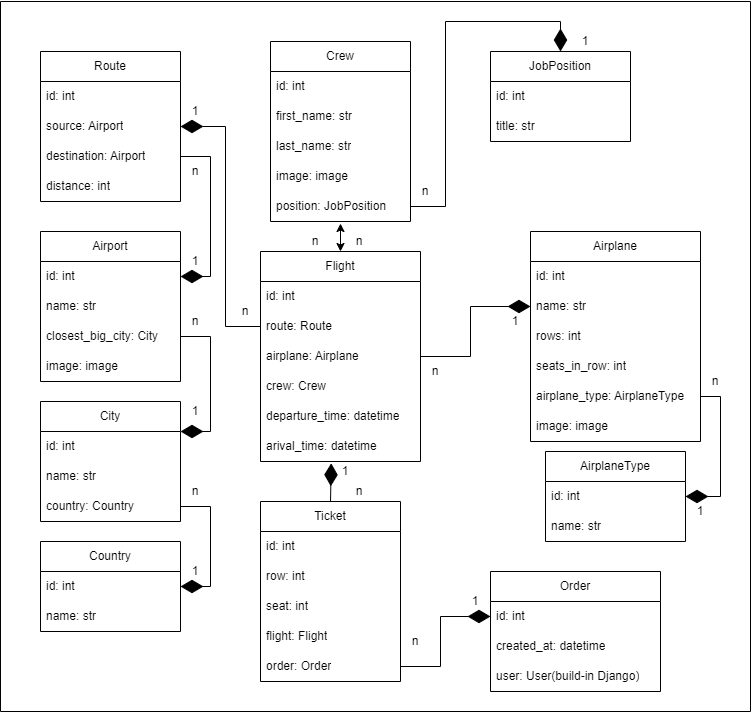 Route
id: int
source: Airport
destination: Airport
distance: int
1
n
Crew
id: int
first_name: str
last_name: str
image: image
position: JobPosition
n
1
JobPosition
id: int
title: str
n
n
Airport
id: int
name: str
closest_big_city: City
image: image
1
n
Flight
id: int
route: Route
airplane: Airplane
crew: Crew
departure_time: datetime
arival_time: datetime
n
n
1
Airplane
id: int
name: str
rows: int
seats_in_row: int
airplane_type: AirplaneType
image: image
1
n
City
id: int
name: str
country: Country
1
n
AirplaneType
id: int
name: str
1
n
Ticket
id: int
row: int
seat: int
flight: Flight
order: Order
n
Country
id: int
name: str
1
Order
id: int
created_at: datetime
user: User(build-in Django)
1